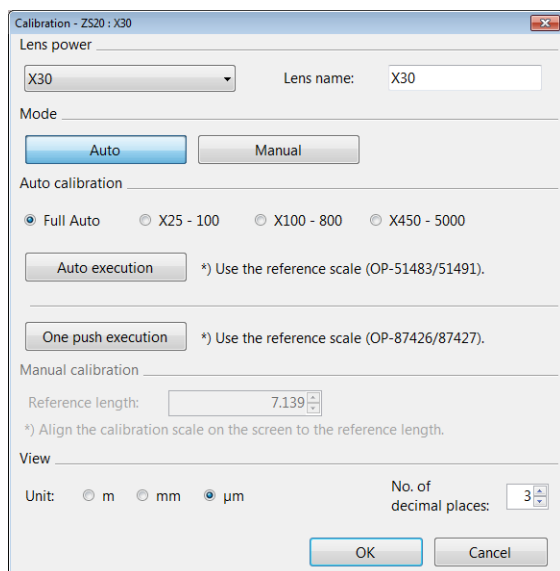 Calibration - ZS20 : X30
Lens power
X30 Lens name: X30
Mode
Auto Manual
Auto calibration
Full Auto X25 - 100 X100 - 800 X450 - 5000
Auto execution *) Use the reference scale (OP-51483/51491).
One push execution *) Use the reference scale (OP-87426/87427).
Manual calibration
Reference length: 7.139
*) Align the calibration scale on the screen to the reference length.
View
Unit: m mm µm No. of
decimal places: 3
OK Cancel